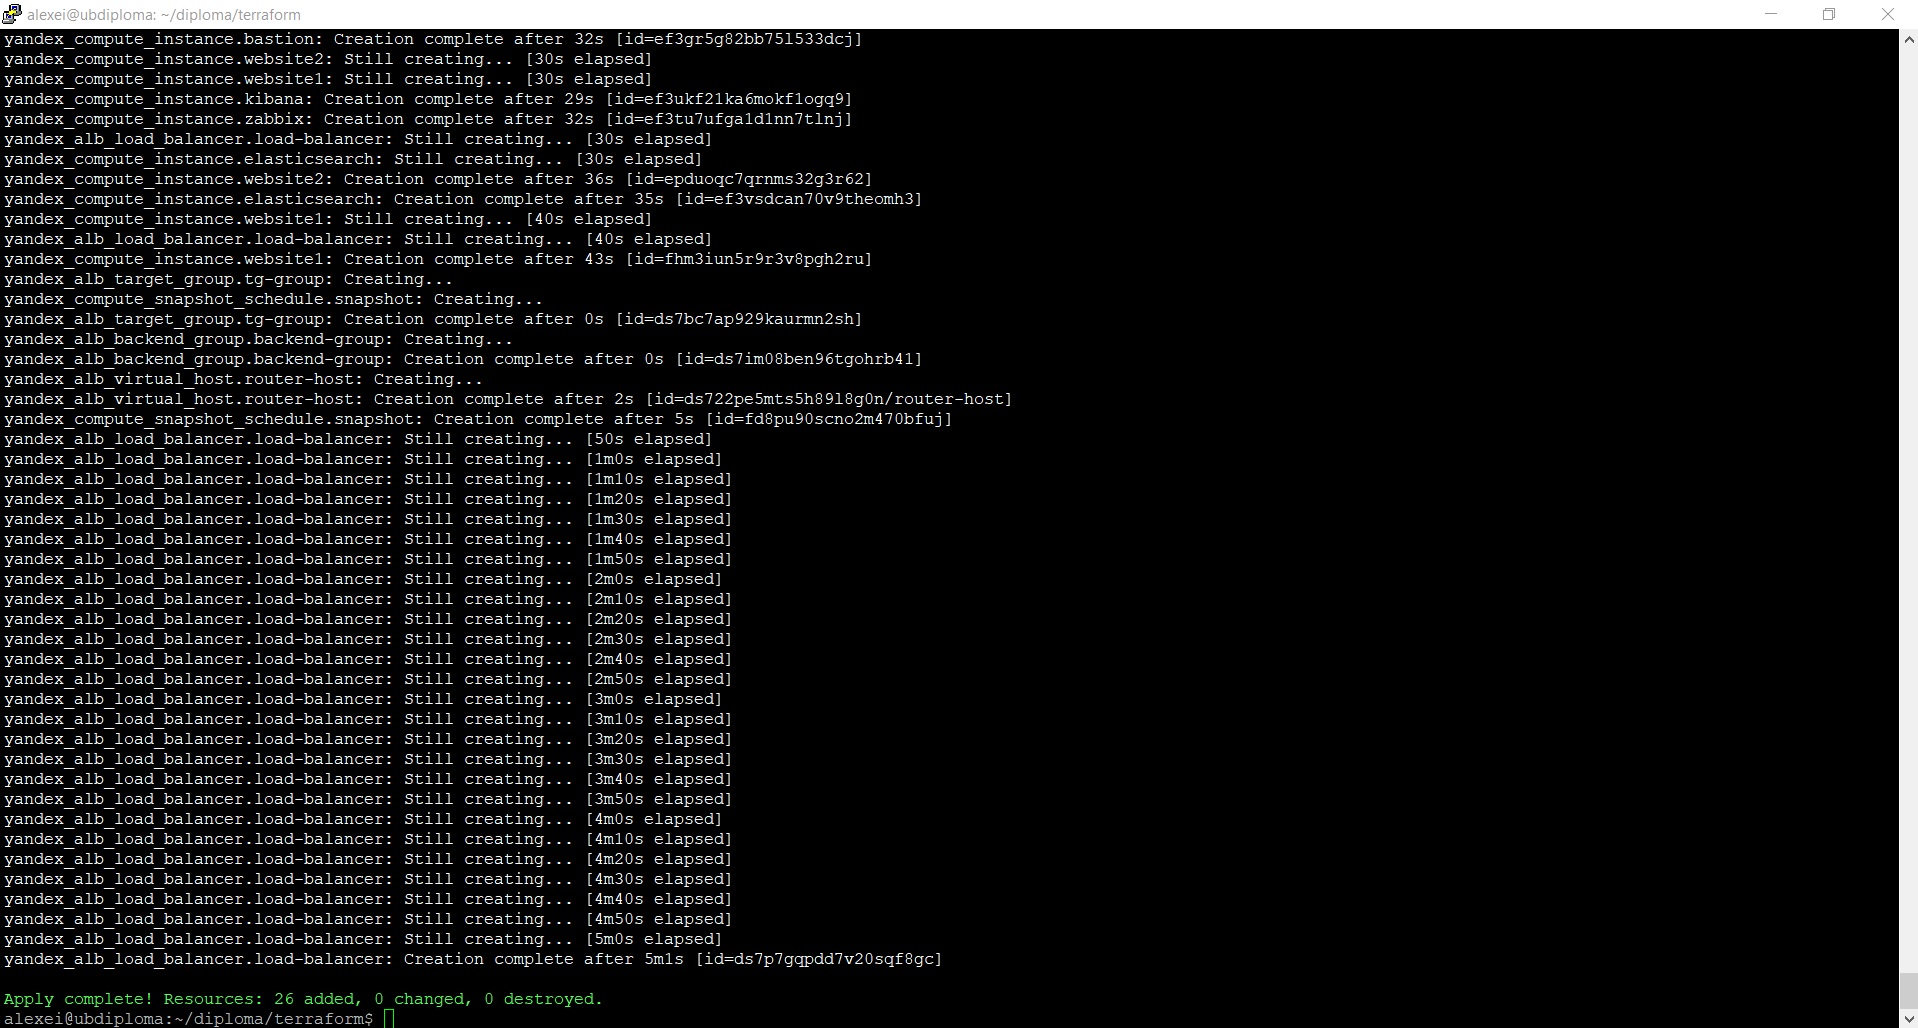 alexei@ubdiploma: ~/diploma/terraform
yandex_compute_instance.bastion: Creation complete after 32s [id=ef3gr5g82bb75l533dcj]
yandex_compute_instance.website2: Still creating... [30s elapsed]
yandex_compute_instance.website1: Still creating... [30s elapsed]
yandex_compute_instance.kibana: Creation complete after 29s [id=ef3ukf21ka6mokf1ogq9]
yandex_compute_instance.zabbix: Creation complete after 32s [id=ef3tu7ufga1d1nn7tlnj]
yandex_alb_load_balancer.load-balancer: Still creating... [30s elapsed]
yandex_compute_instance.elasticsearch: Still creating... [30s elapsed]
yandex_compute_instance.website2: Creation complete after 36s [id=epduoqc7qrnms32g3r62]
yandex_compute_instance.elasticsearch: Creation complete after 35s [id=ef3vsdcan70v9theomh3]
yandex_compute_instance.website1: Still creating... [40s elapsed]
yandex_alb_load_balancer.load-balancer: Still creating... [40s elapsed]
yandex_compute_instance.website1: Creation complete after 43s [id=fhm3iun5r9r3v8pgh2ru]
yandex_alb_target_group.tg-group: Creating...
yandex_compute_snapshot_schedule.snapshot: Creating...
yandex_alb_target_group.tg-group: Creation complete after 0s [id=ds7bc7ap929kaurmn2sh]
yandex_alb_backend_group.backend-group: Creating...
yandex_alb_backend_group.backend-group: Creation complete after 0s [id=ds7im08ben96tgohrb41]
yandex_alb_virtual_host.router-host: Creating...
yandex_alb_virtual_host.router-host: Creation complete after 2s [id=ds722pe5mts5h89l8g0n/router-host]
yandex_compute_snapshot_schedule.snapshot: Creation complete after 5s [id=fd8pu90scno2m470bfuj]
yandex_alb_load_balancer.load-balancer: Still creating... [50s elapsed]
yandex_alb_load_balancer.load-balancer: Still creating... [1m0s elapsed]
yandex_alb_load_balancer.load-balancer: Still creating... [1m10s elapsed]
yandex_alb_load_balancer.load-balancer: Still creating... [1m20s elapsed]
yandex_alb_load_balancer.load-balancer: Still creating... [1m30s elapsed]
yandex_alb_load_balancer.load-balancer: Still creating... [1m40s elapsed]
yandex_alb_load_balancer.load-balancer: Still creating... [1m50s elapsed]
yandex_alb_load_balancer.load-balancer: Still creating... [2m0s elapsed]
yandex_alb_load_balancer.load-balancer: Still creating... [2m10s elapsed]
yandex_alb_load_balancer.load-balancer: Still creating... [2m20s elapsed]
yandex_alb_load_balancer.load-balancer: Still creating... [2m30s elapsed]
yandex_alb_load_balancer.load-balancer: Still creating... [2m40s elapsed]
yandex_alb_load_balancer.load-balancer: Still creating... [2m50s elapsed]
yandex_alb_load_balancer.load-balancer: Still creating... [3m0s elapsed]
yandex_alb_load_balancer.load-balancer: Still creating... [3m10s elapsed]
yandex_alb_load_balancer.load-balancer: Still creating... [3m20s elapsed]
yandex_alb_load_balancer.load-balancer: Still creating... [3m30s elapsed]
yandex_alb_load_balancer.load-balancer: Still creating... [3m40s elapsed]
yandex_alb_load_balancer.load-balancer: Still creating... [3m50s elapsed]
yandex_alb_load_balancer.load-balancer: Still creating... [4m0s elapsed]
yandex_alb_load_balancer.load-balancer: Still creating... [4m10s elapsed]
yandex_alb_load_balancer.load-balancer: Still creating... [4m20s elapsed]
yandex_alb_load_balancer.load-balancer: Still creating... [4m30s elapsed]
yandex_alb_load_balancer.load-balancer: Still creating... [4m40s elapsed]
yandex_alb_load_balancer.load-balancer: Still creating... [4m50s elapsed]
yandex_alb_load_balancer.load-balancer: Still creating... [5m0s elapsed]
yandex_alb_load_balancer.load-balancer: Creation complete after 5m1s [id=ds7p7gqpdd7v20sqf8gc]
Apply complete! Resources: 26 added, 0 changed, 0 destroyed.
alexei@ubdiploma:~/diploma/terraform$